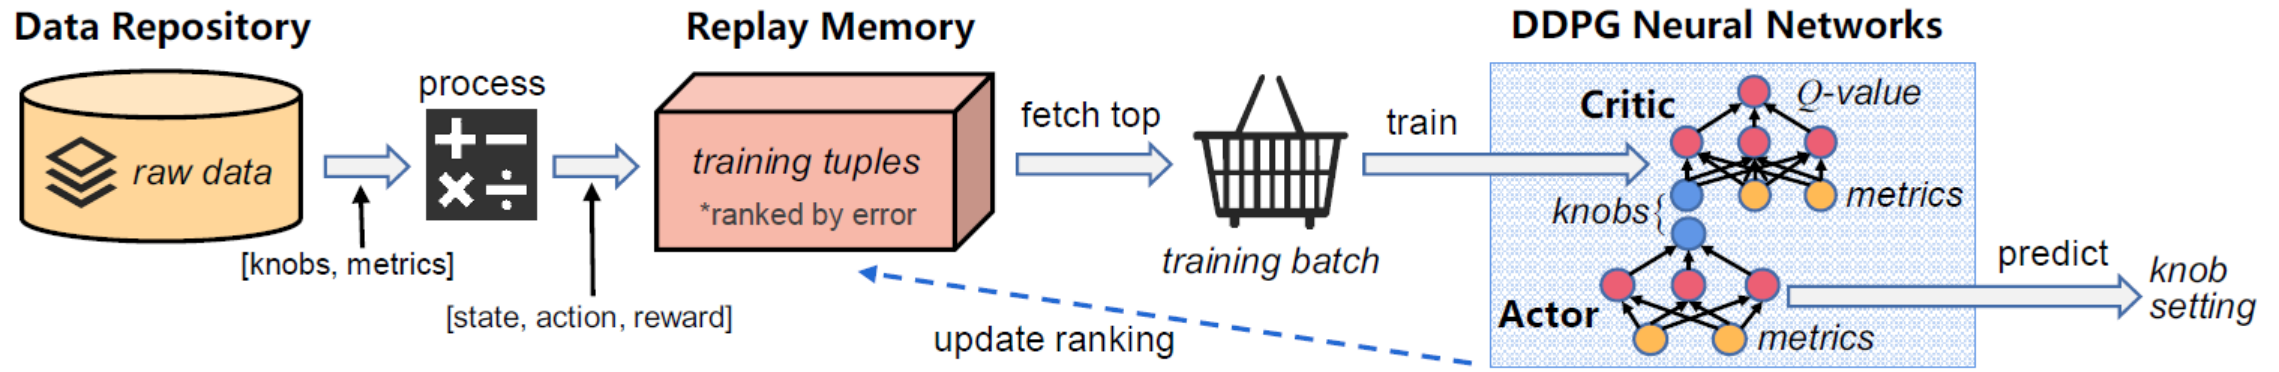 Data Repository
raw data
[knobs, metrics]
process
[state, action, reward]
Replay Memory
training tuples
*ranked by error
fetch top
training batch
train
update ranking
DDPG Neural Networks
Critic
Q-value
knobs{
metrics
Actor
metrics
predict
knob
setting